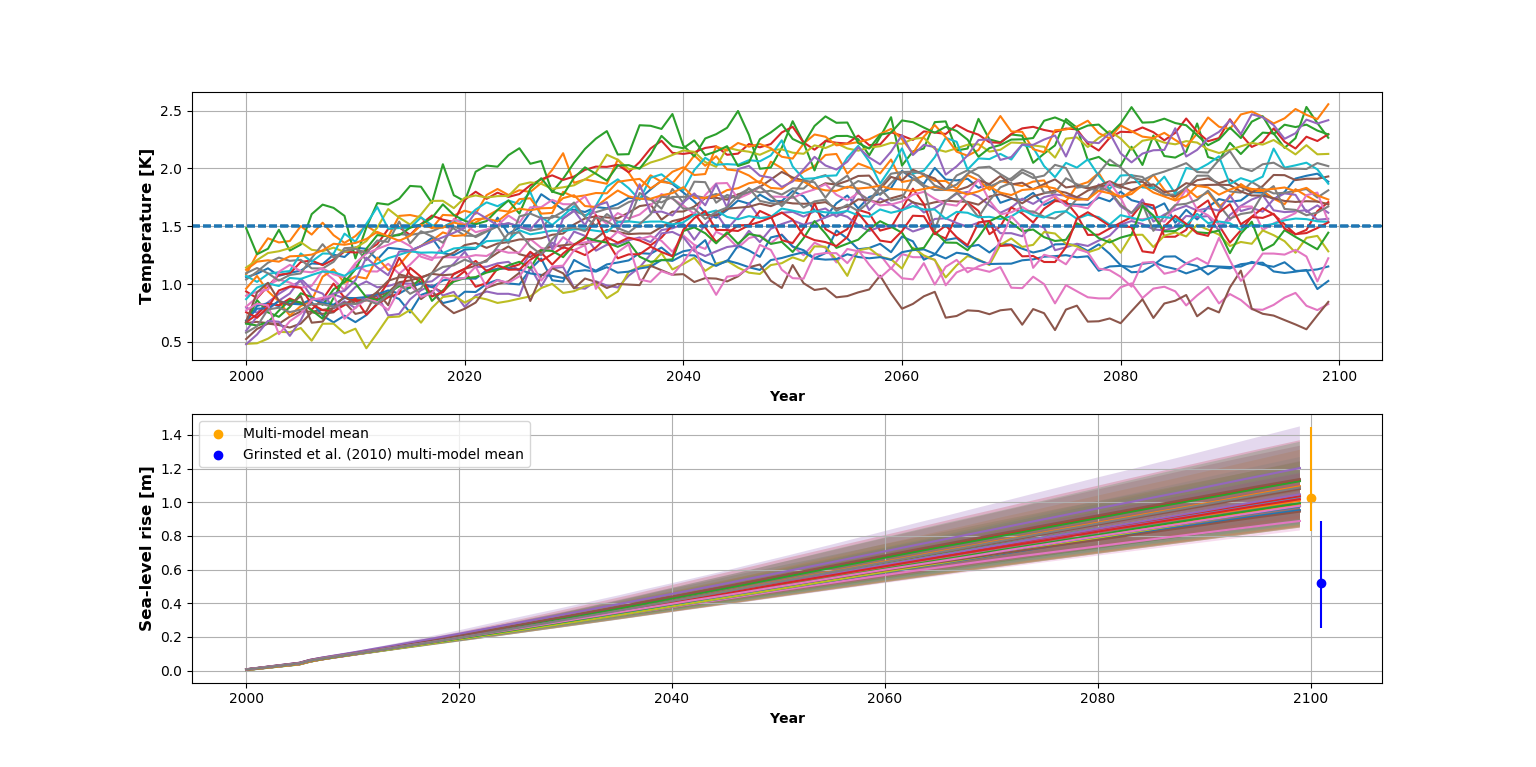 2.5
2.0
1.5
1.0
0.5
Temperature [K]
2000 2020 2040 2060 2080 2100
Year
Multi-model mean
Grinsted et al. (2010) multi-model mean
1.4
1.2
1.0
0.8
0.6
0.4
0.2
0.0
Sea-level rise [m]
2000 2020 2040 2060 2080 2100
Year